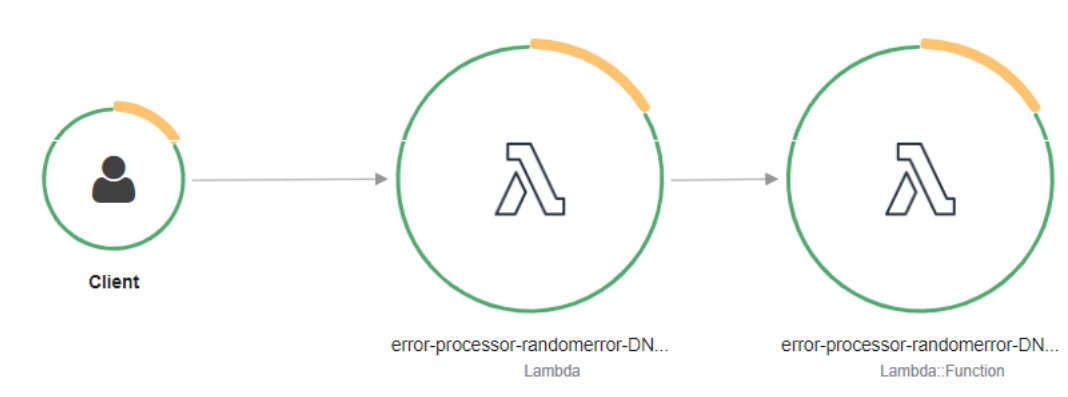 Client
error-processor-randomerror-DN...
Lambda
error-processor-randomerror-DN...
Lambda::Function